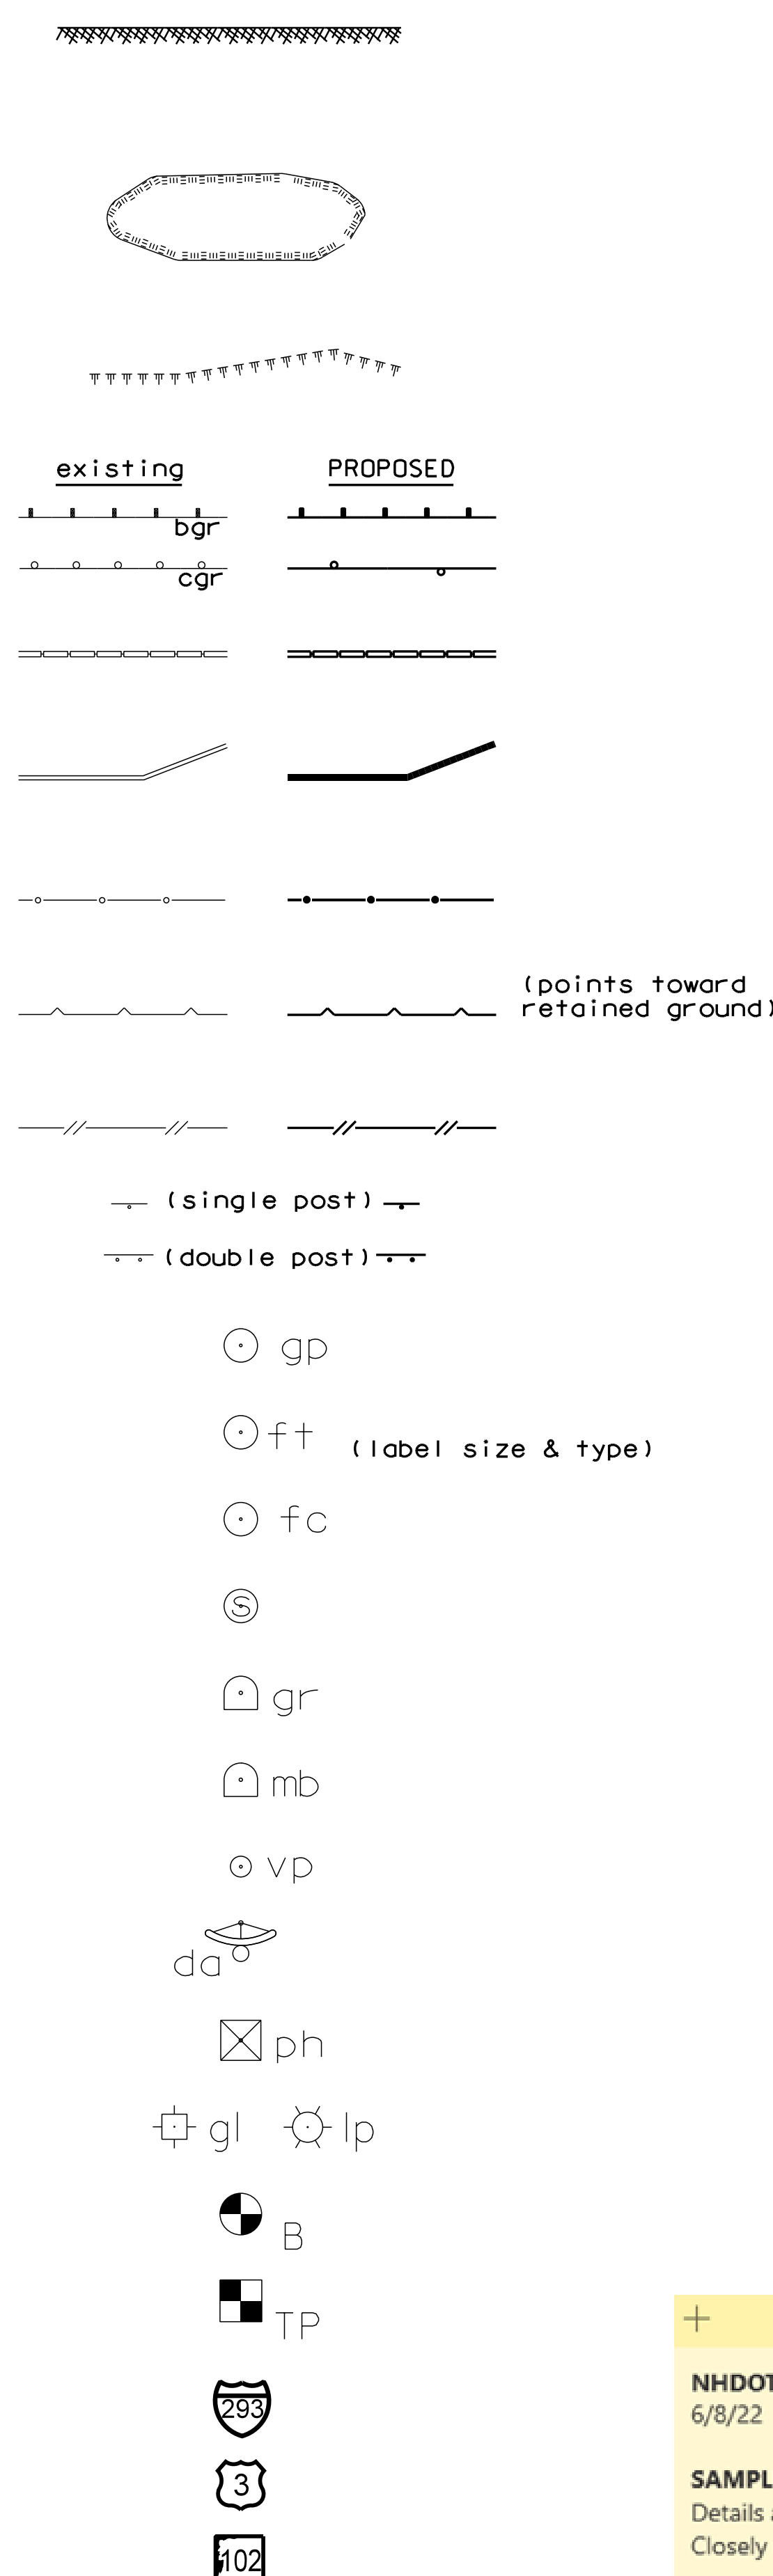 existing PROPOSED
bgr
cgr
(points toward
retained ground)
(single post)
(double post)
gp
ft (label size & type)
fc
S
gr
mb
vp
da
ph
gl lp
B
TP
NHDOT
293
6/8/22
3
SAMPL
Details a
102
Closely